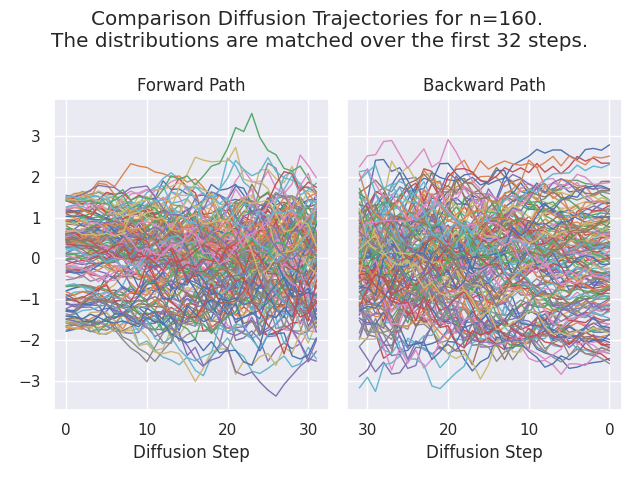 Comparison Diffusion Trajectories for n=160.
The distributions are matched over the first 32 steps.
Forward Path
Backward Path
3
2
1
0
−1
−2
−3
0 10 20 30
30 20 10 0
Diffusion Step
Diffusion Step